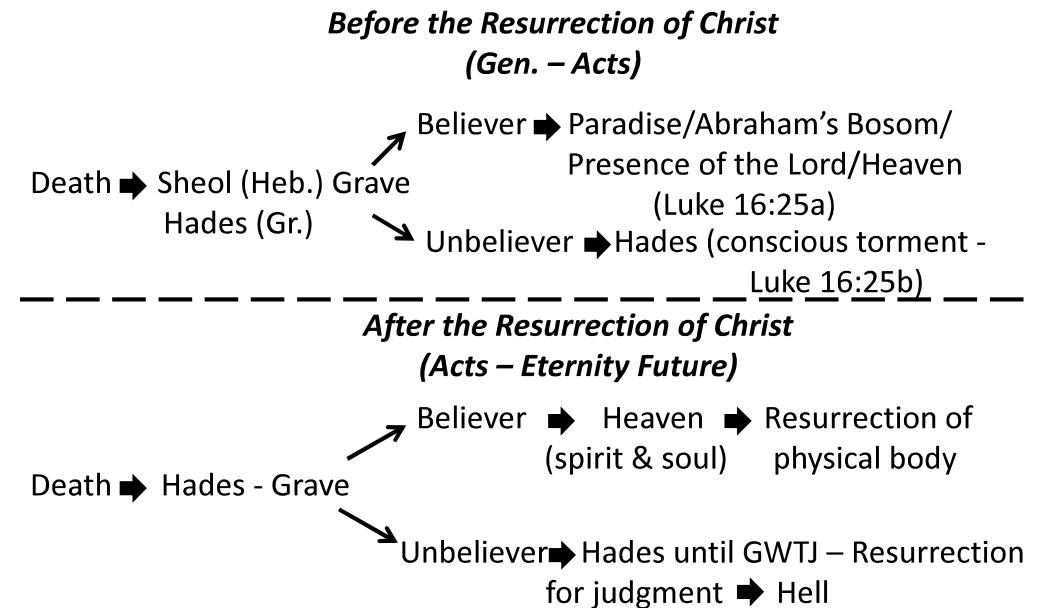 Before the Resurrection of Christ
(Gen. – Acts)
Believer Paradise/Abraham's Bosom/
Presence of the Lord/Heaven
(Luke 16:25a)
Death Sheol (Heb.) Grave
Hades (Gr.)
Unbeliever Hades (conscious torment -
Luke 16:25b)
After the Resurrection of Christ
(Acts – Eternity Future)
Believer Heaven Resurrection of
(spirit & soul) physical body
Death Hades - Grave
Unbeliever Hades until GWTJ – Resurrection
for judgment Hell